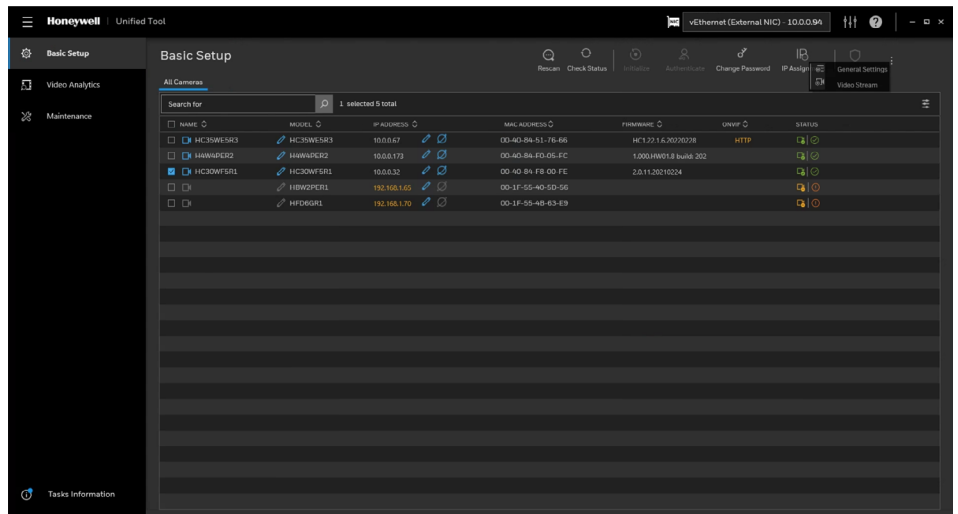 Honeywell | Unified Tool
vEthernet (External NIC) - 10.0.0.94
Basic Setup
Video Analytics
Maintenance
Tasks Information
Basic Setup
Rescan Check Status Initialize Authenticate Change Password IP Assign
General Settings
Video Stream
All Cameras
Search for 1 selected 5 total
NAME MODEL IP ADDRESS MAC ADDRESS FIRMWARE ONVIF STATUS
HC35WE5R3 HC35WE5R3 10.0.0.67 00-40-84-51-76-66 HC1.22.1.6.20220228 HTTP
H4W4PER2 H4W4PER2 10.0.0.173 00-40-84-F0-05-FC 1.000.HW01.8 build: 202
HC30WF5R1 HC30WF5R1 10.0.0.32 00-40-84-F8-00-FE 2.0.11.20210224
HBW2PER1 192.168.1.65 00-1F-55-40-5D-56
HFD6GR1 192.168.1.70 00-1F-55-48-63-E9